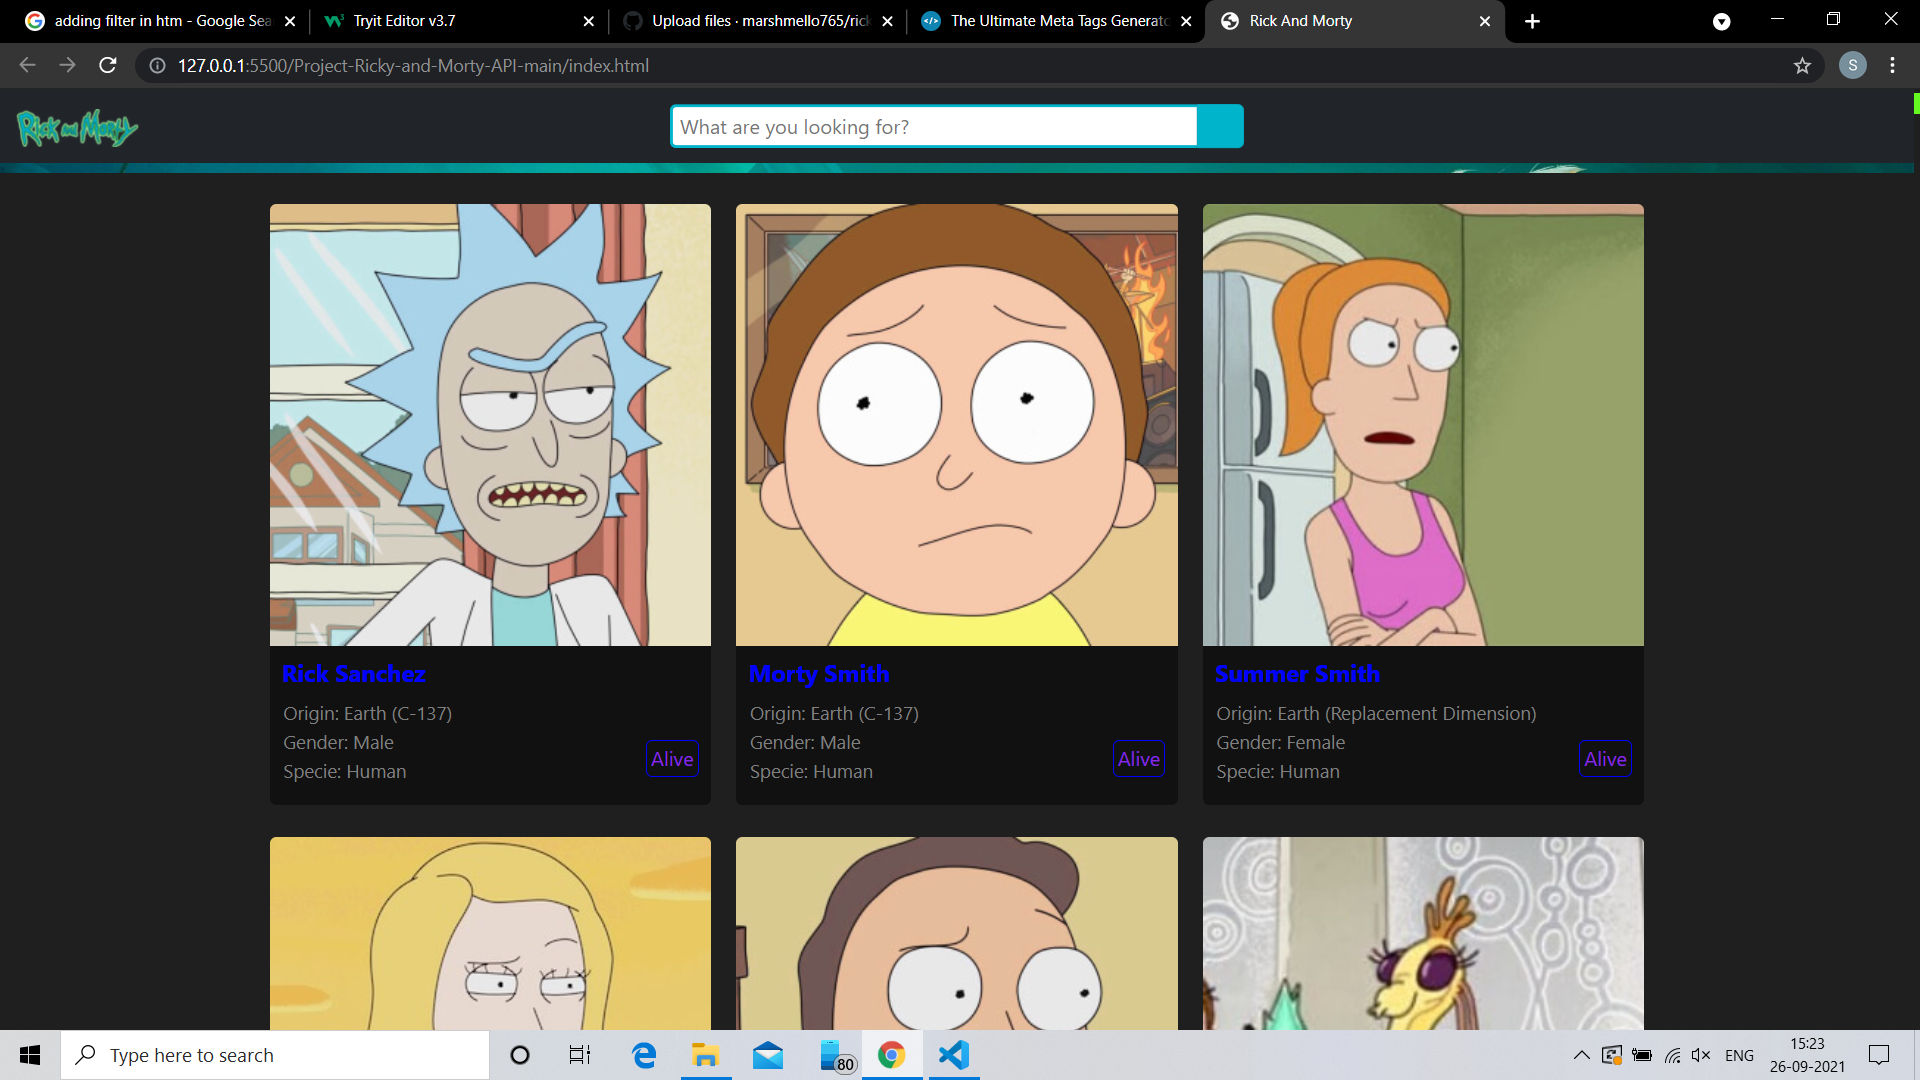 adding filter in htm - Google Sea
Tryit Editor v3.7
Upload files · marshmello765/rick
The Ultimate Meta Tags Generato
Rick And Morty
127.0.0.1:5500/Project-Ricky-and-Morty-API-main/index.html
S
Rick and Morty
What are you looking for?
Rick Sanchez
Origin: Earth (C-137)
Gender: Male
Specie: Human
Alive
Morty Smith
Origin: Earth (C-137)
Gender: Male
Specie: Human
Alive
Summer Smith
Origin: Earth (Replacement Dimension)
Gender: Female
Specie: Human
Alive
Type here to search
80
ENG
15:23
26-09-2021